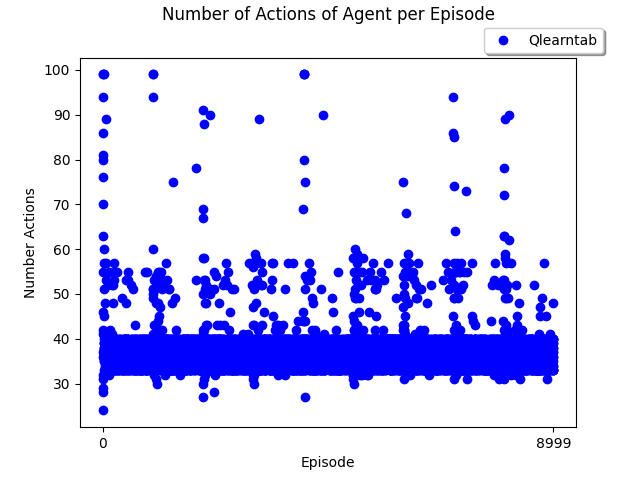 Number of Actions of Agent per Episode
Qlearntab
100
90
80
70
60
50
40
30
Number Actions
0
8999
Episode